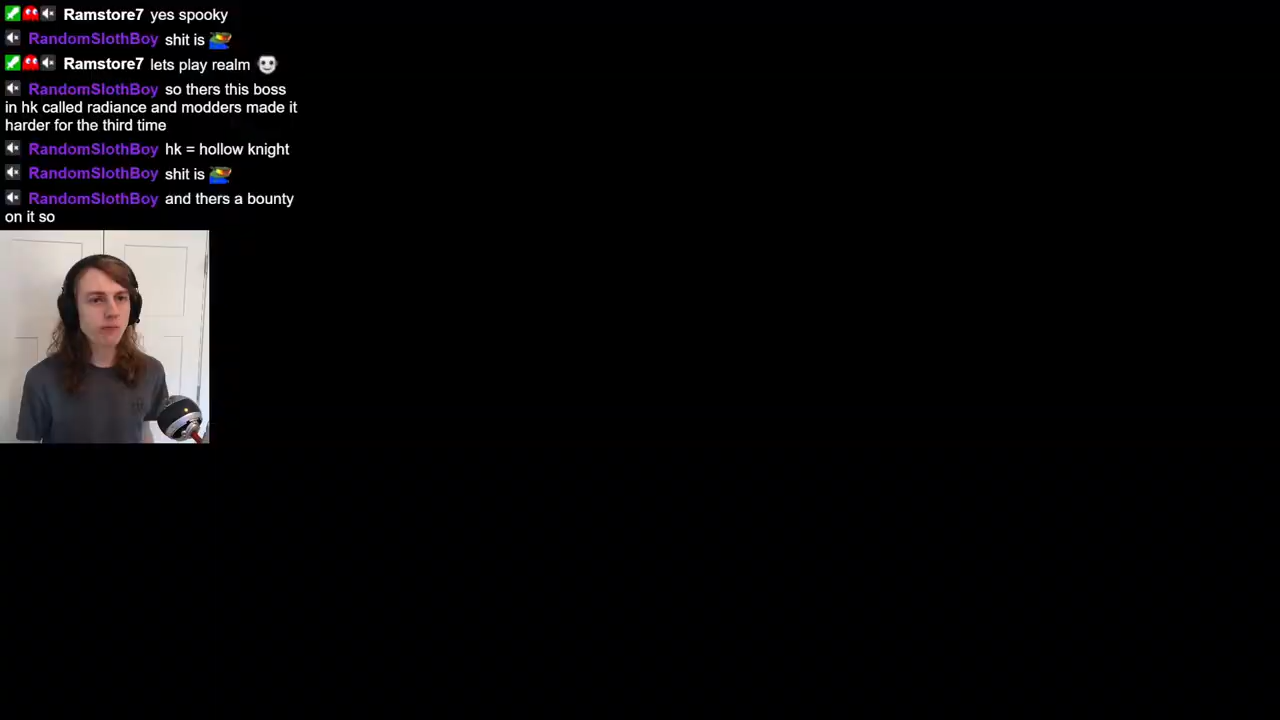 Ramstore7 yes spooky
RandomSlothBoy shit is
Ramstore7 lets play realm
RandomSlothBoy so thers this boss
in hk called radiance and modders made it
harder for the third time
RandomSlothBoy hk = hollow knight
RandomSlothBoy shit is
RandomSlothBoy and thers a bounty
on it so